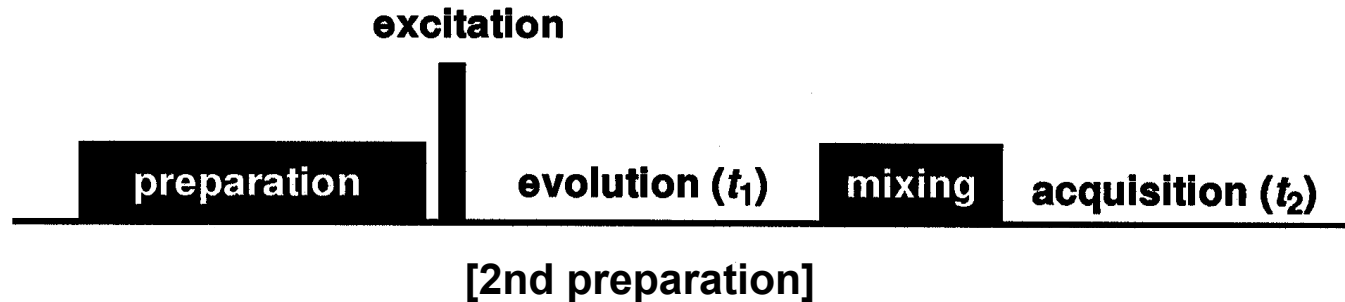 excitation
preparation evolution (t₁) mixing acquisition (t₂)
[2nd preparation]